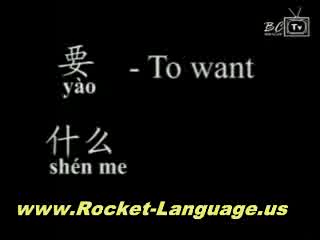 BC
TV
要 - To want
yào
什么
shén me
www.Rocket-Language.us